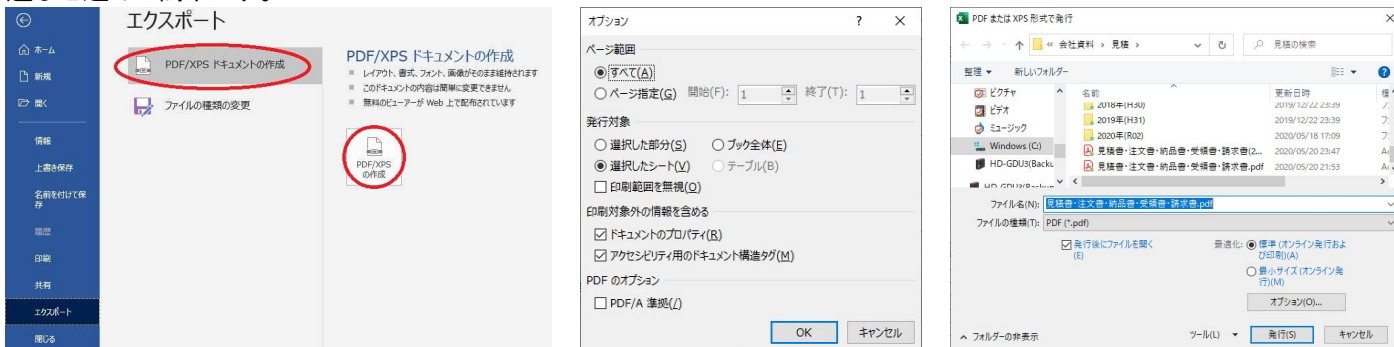 エクスポート
ホーム
新規
開く
情報
上書き保存
名前を付けて保
存
履歴
印刷
共有
エクスポート
閉じる
PDF/XPS ドキュメントの作成
ファイルの種類の変更
PDF/XPS ドキュメントの作成
レイアウト、書式、フォント、画像がそのまま維持されます
このドキュメントの内容は簡単に変更できません
無料のビューアーが Web 上で配布されています
PDF/XPS
の作成
オプション ? ×
ページ範囲
すべて(A)
ページ指定(G) 開始(F): 1 終了(T): 1
発行対象
選択した部分(S) ブック全体(E)
選択したシート(V) テーブル(B)
印刷範囲を無視(O)
印刷対象外の情報を含める
ドキュメントのプロパティ(R)
アクセシビリティ用のドキュメント構造タグ(M)
PDF のオプション
PDF/A 準拠(/)
OK キャンセル
PDF または XPS 形式で発行
« 会社資料 › 見積 › 見積の検索
整理 新しいフォルダー
ピクチャ
ビデオ
ミュージック
Windows (C:)
HD-GDU3(Backu
名前 更新日時 種
2018年(H30) 2019/12/22 23:39
2019年(H31) 2019/12/22 23:39
2020年(R02) 2020/05/18 17:09
見積書・注文書・納品書・受領書・請求書(2... 2020/05/20 23:47
見積書・注文書・納品書・受領書・請求書.pdf 2020/05/20 21:53
ファイル名(N): 見積書・注文書・納品書・受領書・請求書.pdf
ファイルの種類(T): PDF (*.pdf)
発行後にファイルを開く
(E)
最適化: 標準 (オンライン発行およ
び印刷)(A)
最小サイズ (オンライン発
行)(M)
オプション(O)...
フォルダーの非表示 ツール(L) 発行(S) キャンセル